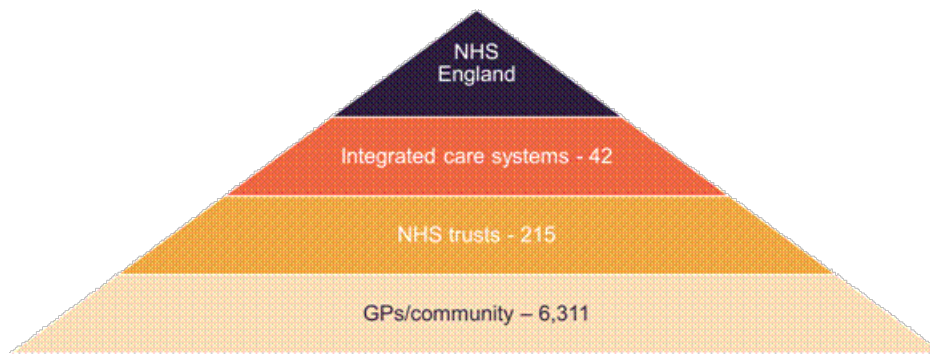 NHS
England
Integrated care systems - 42
NHS trusts - 215
GPs/community – 6,311